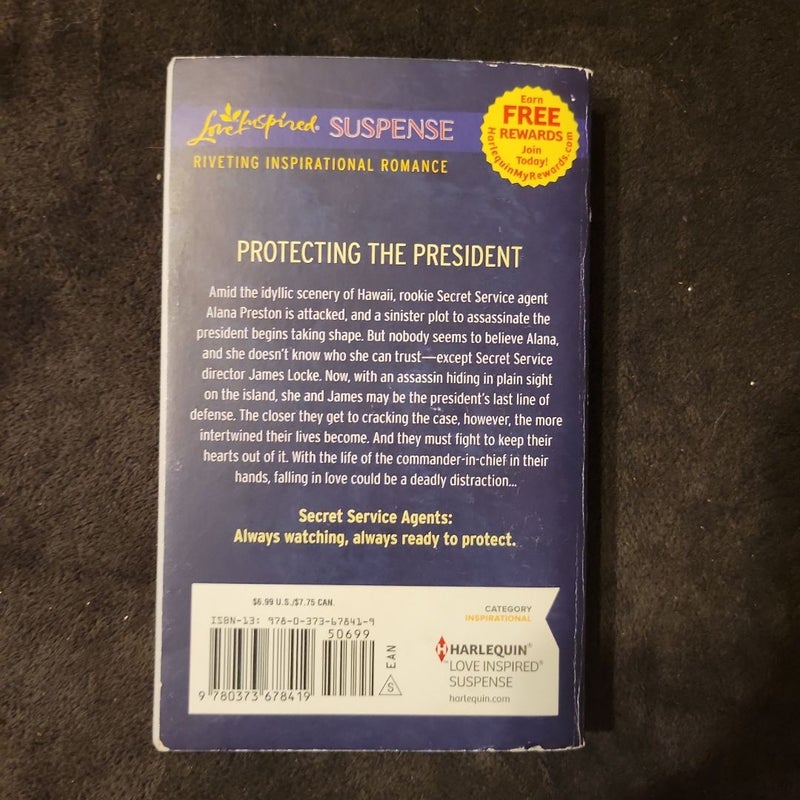 Love Inspired® SUSPENSE
RIVETING INSPIRATIONAL ROMANCE
Earn
FREE
REWARDS
Join
Today!
HarlequinMyRewards.com
PROTECTING THE PRESIDENT
Amid the idyllic scenery of Hawaii, rookie Secret Service agent
Alana Preston is attacked, and a sinister plot to assassinate the
president begins taking shape. But nobody seems to believe Alana,
and she doesn't know who she can trust—except Secret Service
director James Locke. Now, with an assassin hiding in plain sight
on the island, she and James may be the president's last line of
defense. The closer they get to cracking the case, however, the more
intertwined their lives become. And they must fight to keep their
hearts out of it. With the life of the commander-in-chief in their
hands, falling in love could be a deadly distraction...
Secret Service Agents:
Always watching, always ready to protect.
$6.99 U.S./$7.75 CAN.
ISBN-13: 978-0-373-67841-9
50699
EAN
S
9 780373 678419
CATEGORY
INSPIRATIONAL
H HARLEQUIN®
™LOVE INSPIRED®
SUSPENSE
harlequin.com